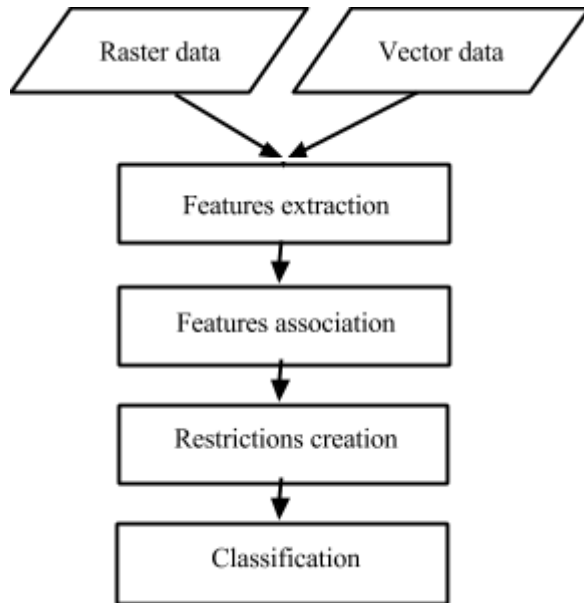 Raster data
Vector data
Features extraction
Features association
Restrictions creation
Classification